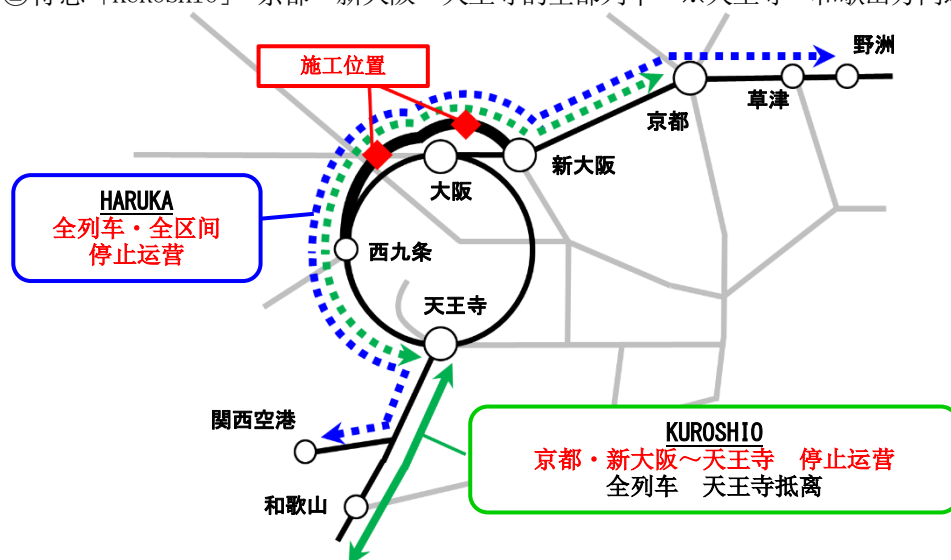 施工位置
野洲
草津
京都
新大阪
大阪
HARUKA
全列车・全区间
停止运营
西九条
天王寺
関西空港
KUROSHIO
京都・新大阪～天王寺　停止运营
全列车　天王寺抵离
和歌山